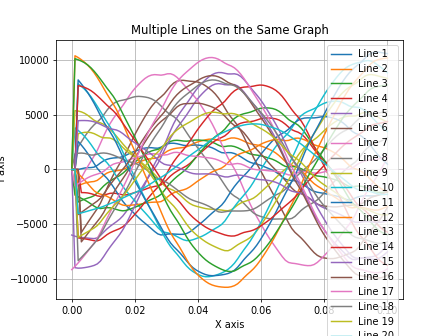 Multiple Lines on the Same Graph
10000
5000
0
−5000
−10000
0.00
0.02
0.04
0.06
X axis
Line 1
Line 2
Line 3
Line 4
Line 5
Line 6
Line 7
Line 8
Line 9
Line 10
Line 11
Line 12
Line 13
Line 14
Line 15
Line 16
Line 17
Line 18
Line 19
Line 20